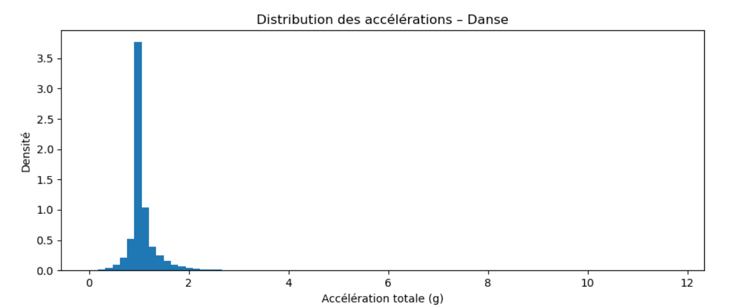 Distribution des accélérations – Danse
3.5
3.0
2.5
2.0
1.5
1.0
0.5
0.0
Densité
0 2 4 6 8 10 12
Accélération totale (g)